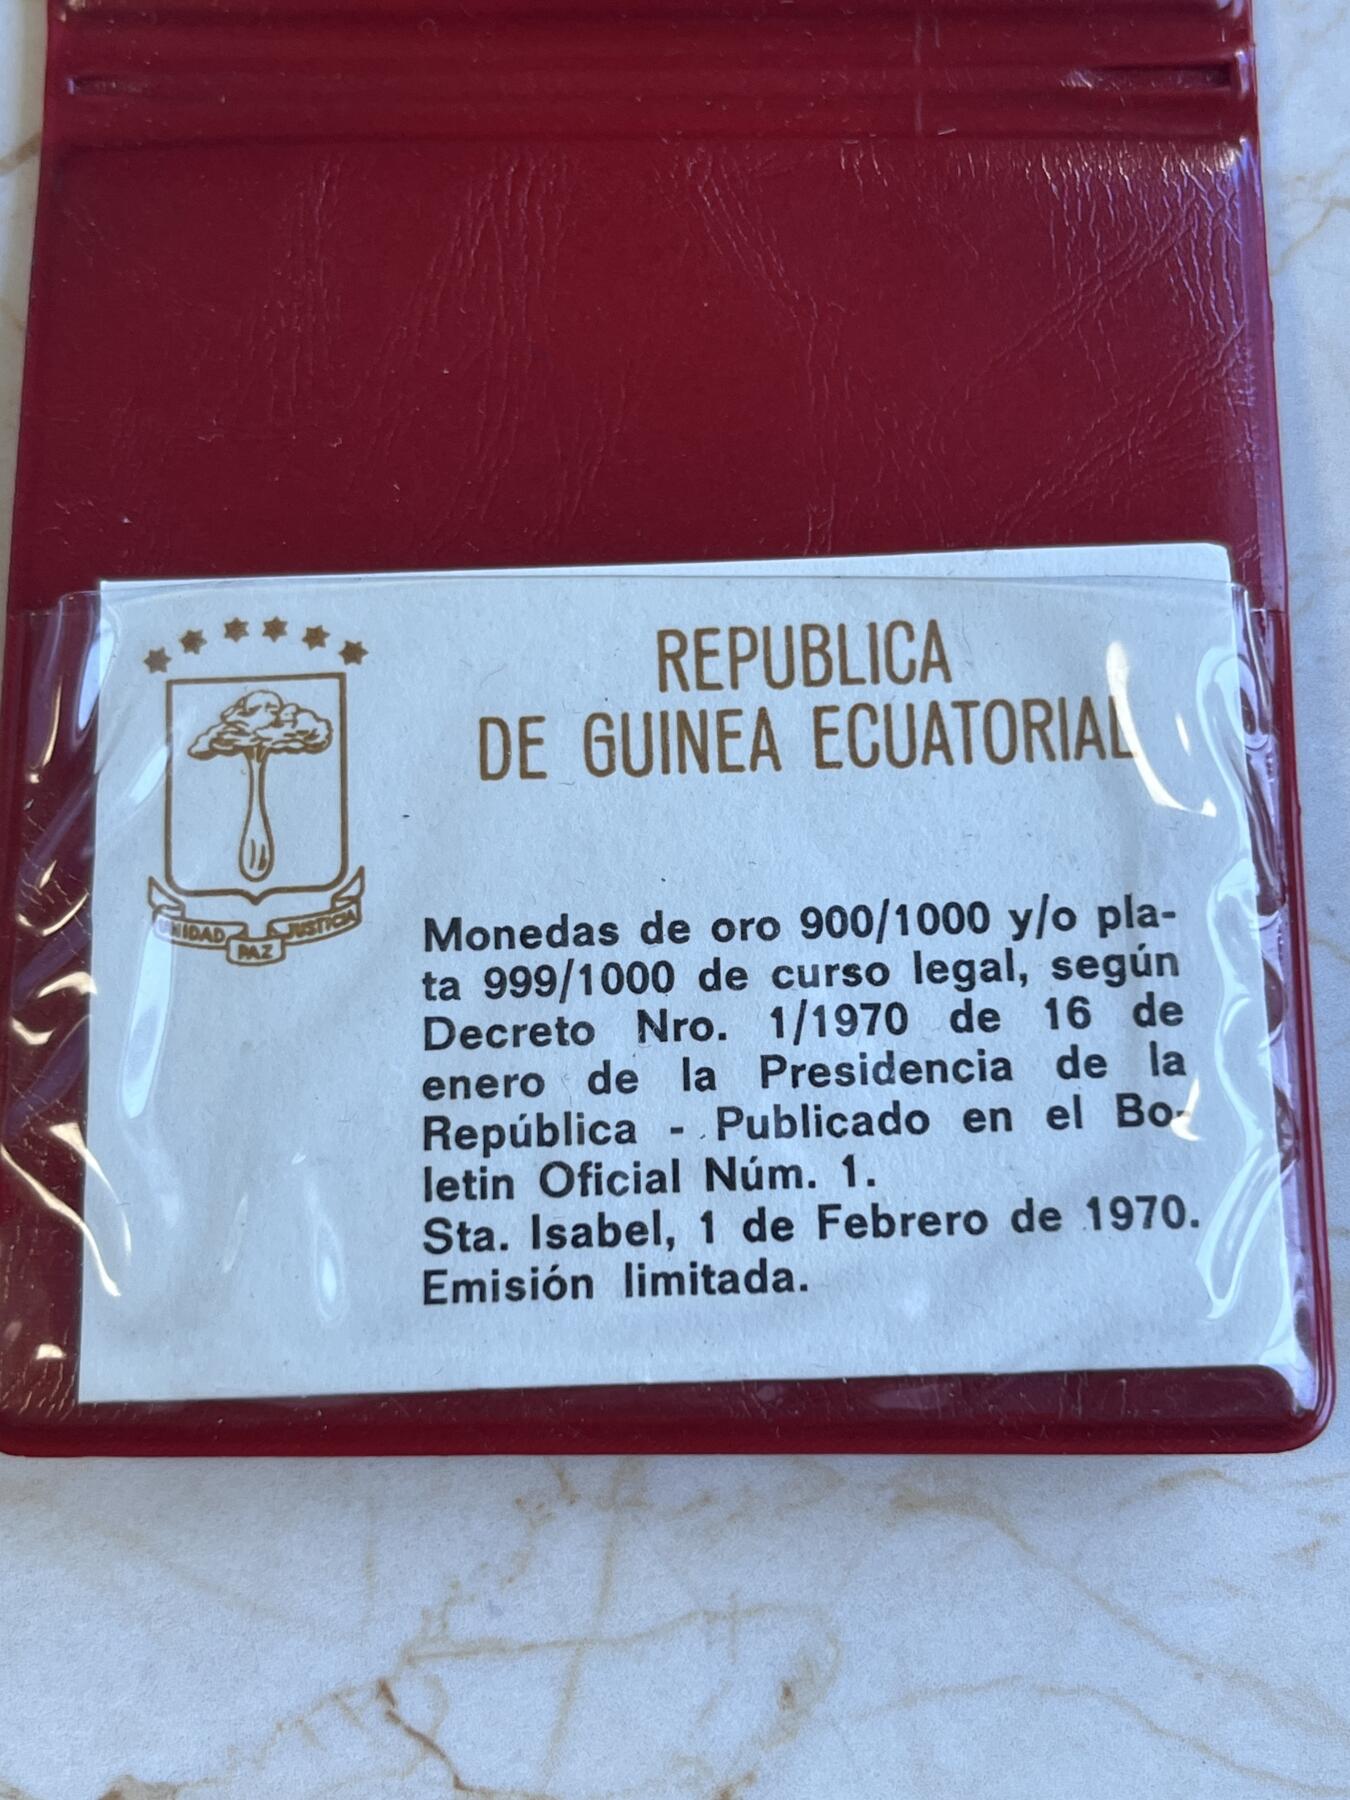 REPUBLICA
DE GUINEA ECUATORIAL
UNIDAD PAZ JUSTICIA
Monedas de oro 900/1000 y/o pla-
ta 999/1000 de curso legal, según
Decreto Nro. 1/1970 de 16 de
enero de la Presidencia de la
República - Publicado en el Bo-
letin Oficial Núm. 1.
Sta. Isabel, 1 de Febrero de 1970.
Emisión limitada.